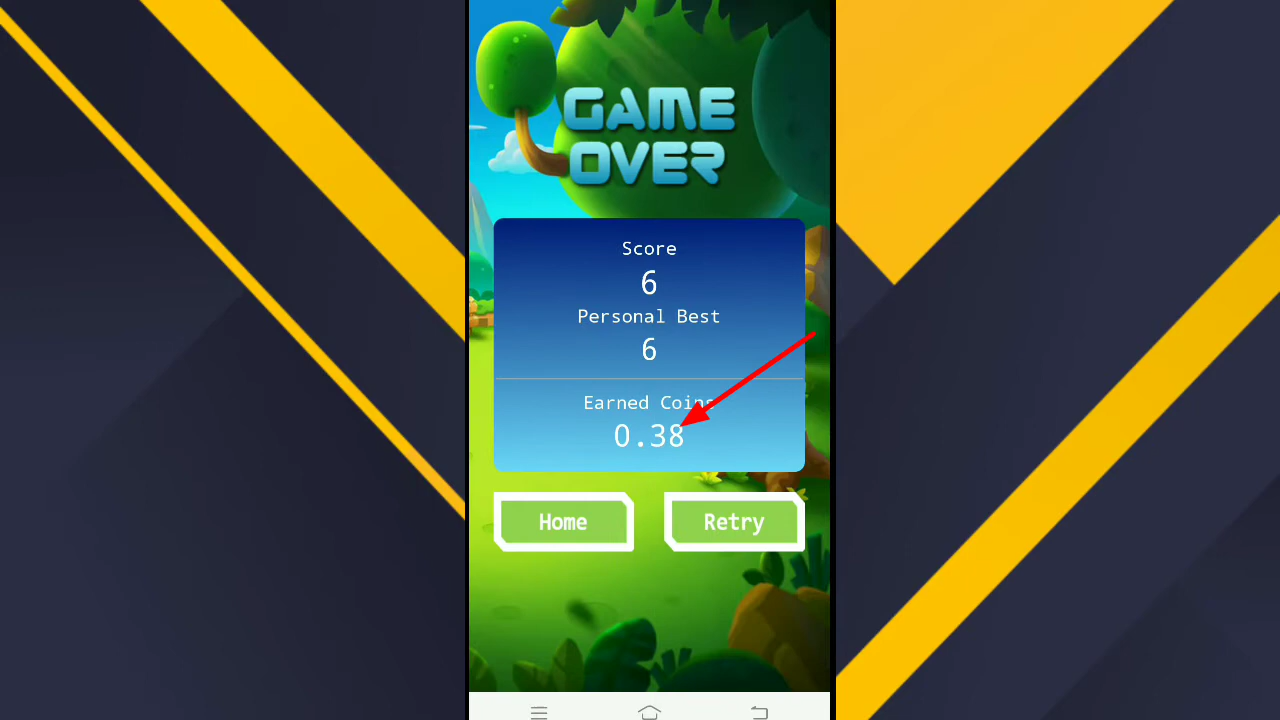 GAME
OVER
Score
6
Personal Best
6
Earned Coins
0.38
Home
Retry